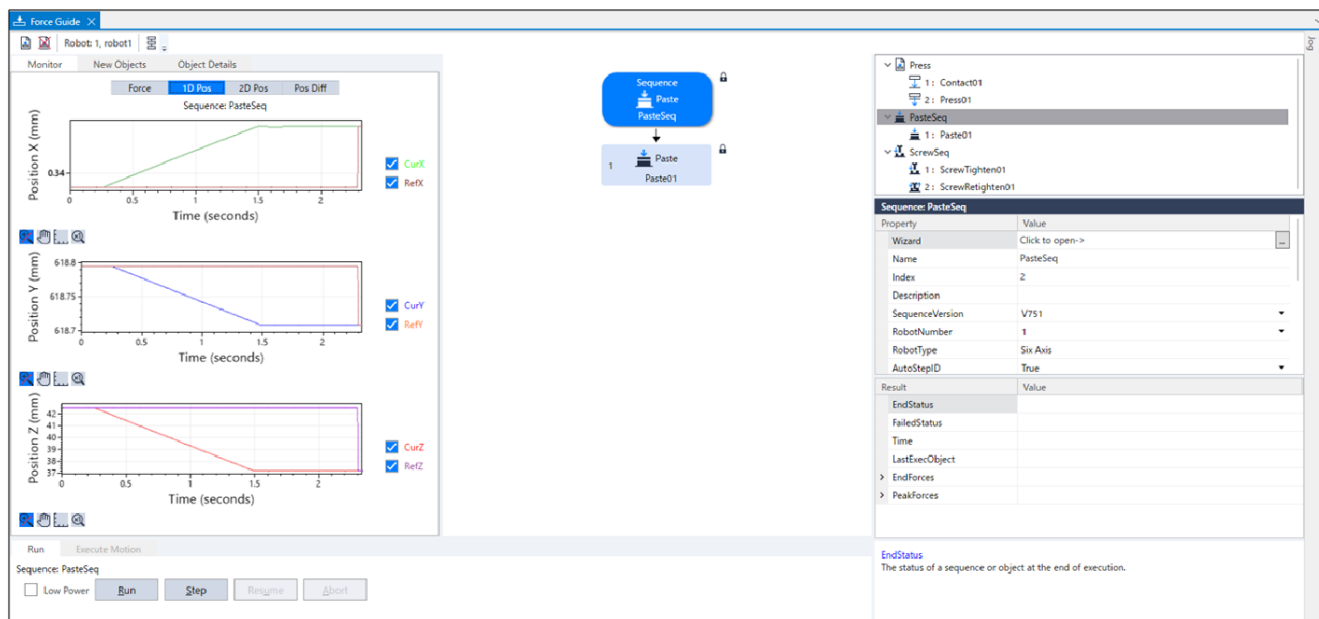 Force Guide
Robot: 1, robot1
Jog
Monitor New Objects Object Details
Force 1D Pos 2D Pos Pos Diff
Sequence: PasteSeq
Position X (mm)
0.34
0 0.5 1 1.5 2
Time (seconds)
CurX
RefX
Position Y (mm)
618.8
618.75
618.7
0 0.5 1 1.5 2
Time (seconds)
CurY
RefY
Position Z (mm)
42
41
40
39
38
37
0 0.5 1 1.5 2
Time (seconds)
CurZ
RefZ
Run Execute Motion
Sequence: PasteSeq
Low Power Run Step Resume Abort
Sequence
Paste
PasteSeq
1
Paste
Paste01
Press
1: Contact01
2: Press01
PasteSeq
1: Paste01
ScrewSeq
1: ScrewTighten01
2: ScrewRetighten01
Sequence: PasteSeq
Property Value
Wizard Click to open-> ...
Name PasteSeq
Index 2
Description
SequenceVersion V751
RobotNumber 1
RobotType Six Axis
AutoStepID True
Result Value
EndStatus
FailedStatus
Time
LastExecObject
EndForces
PeakForces
EndStatus
The status of a sequence or object at the end of execution.